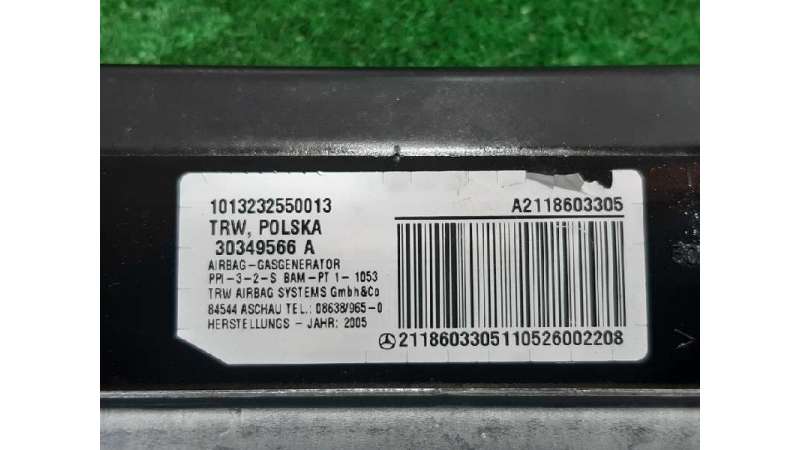 1013232550013
TRW, POLSKA
30349566 A
AIRBAG-GASGENERATOR
PPI-3-2-S BAM-PT 1- 1053
TRW AIRBAG SYSTEMS GmbH&Co
84544 ASCHAU TEL.: 08638/965-0
HERSTELLUNGS - JAHR: 2005
A2118603305
2118603305110526002208